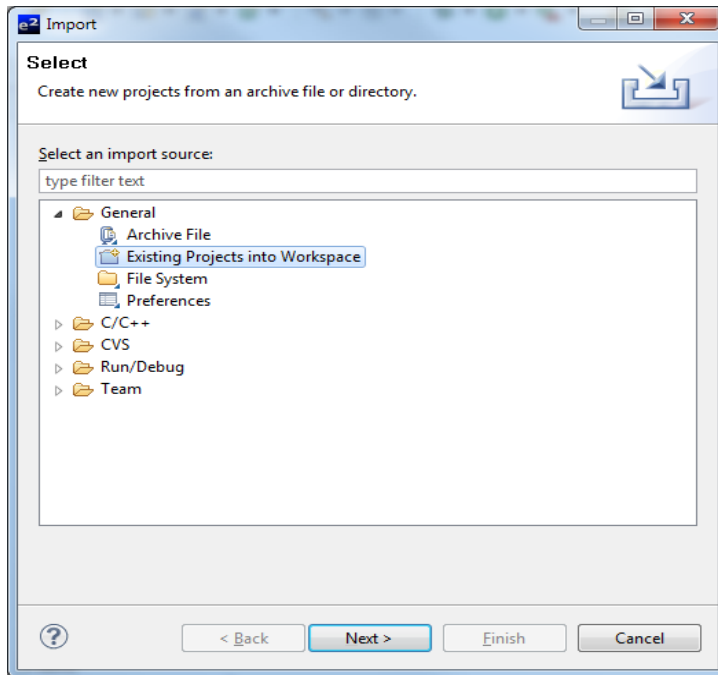 e² Import
Select
Create new projects from an archive file or directory.
Select an import source:
type filter text
General
Archive File
Existing Projects into Workspace
File System
Preferences
C/C++
CVS
Run/Debug
Team
? < Back Next > Finish Cancel